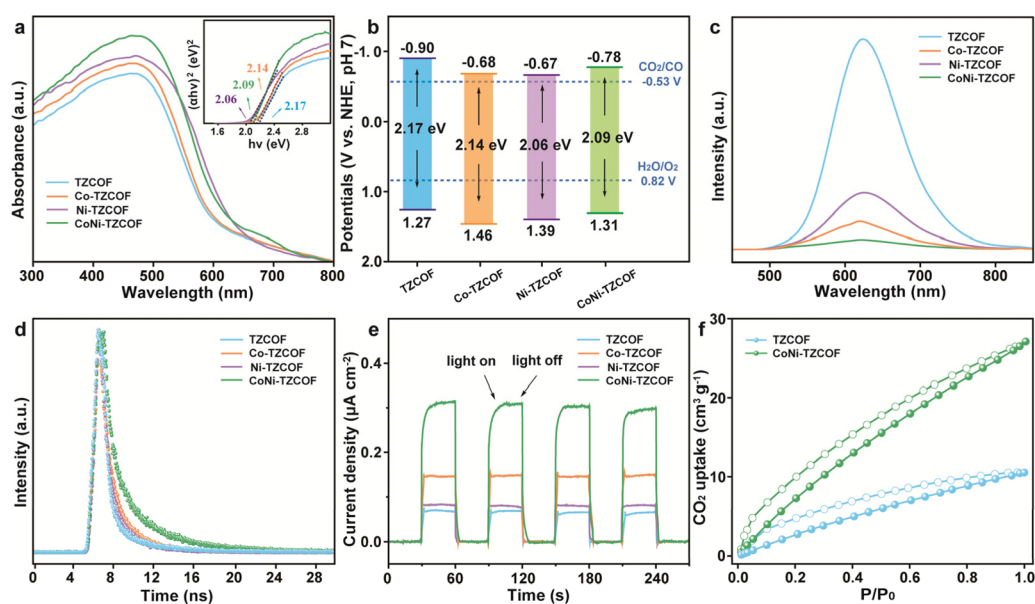 a
Absorbance (a.u.)
Wavelength (nm)
300 400 500 600 700 800
TZCOF
Co-TZCOF
Ni-TZCOF
CoNi-TZCOF
(αhv)² (eV)²
hv (eV)
1.6 2.0 2.4 2.8
2.14
2.09
2.06
2.17
b
Potentials (V vs. NHE, pH 7)
-1.0
0.0
1.0
2.0
-0.90
-0.68
-0.67
-0.78
CO₂/CO
-0.53 V
2.17 eV
2.14 eV
2.06 eV
2.09 eV
H₂O/O₂
0.82 V
1.27
1.46
1.39
1.31
TZCOF
Co-TZCOF
Ni-TZCOF
CoNi-TZCOF
c
Intensity (a.u.)
TZCOF
Co-TZCOF
Ni-TZCOF
CoNi-TZCOF
500 600 700 800
Wavelength (nm)
d
Intensity (a.u.)
TZCOF
Co-TZCOF
Ni-TZCOF
CoNi-TZCOF
0 4 8 12 16 20 24 28
Time (ns)
e
Current density (μA cm⁻²)
0.4
0.2
0.0
light on
light off
TZCOF
Co-TZCOF
Ni-TZCOF
CoNi-TZCOF
0 60 120 180 240
Time (s)
f
CO₂ uptake (cm³ g⁻¹)
30
20
10
0
TZCOF
CoNi-TZCOF
0.0 0.2 0.4 0.6 0.8 1.0
P/P₀